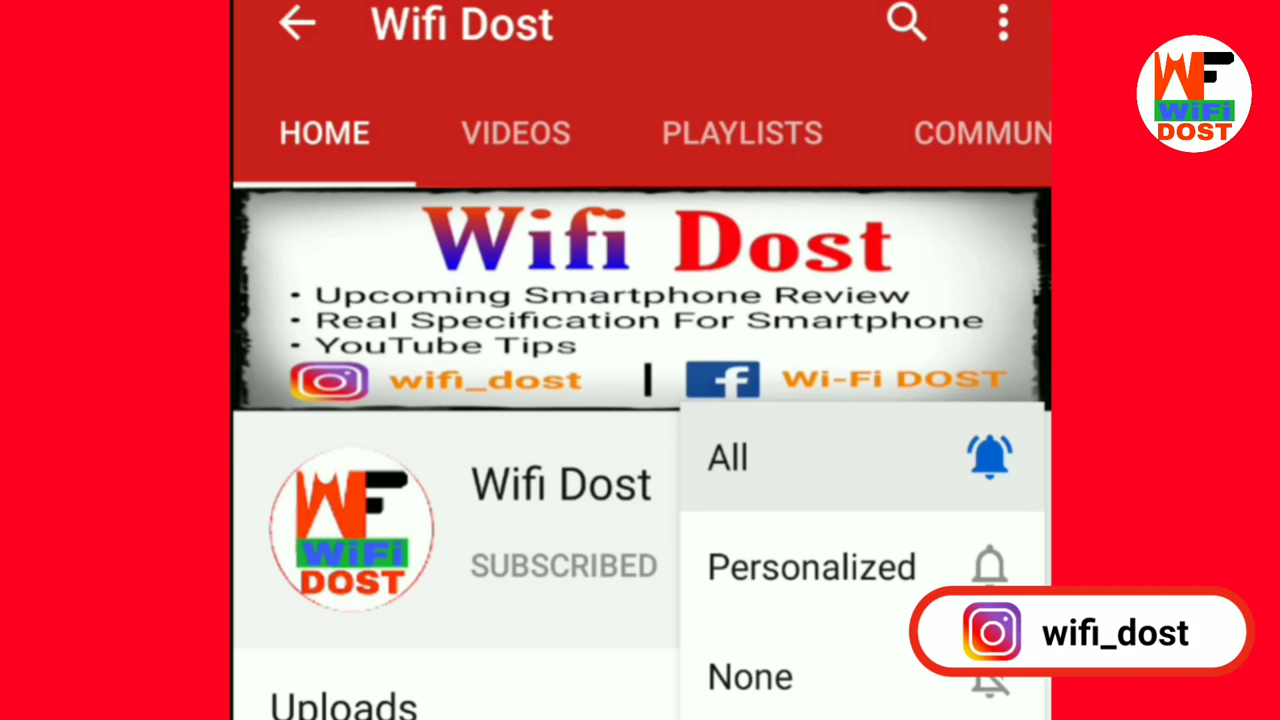 Wifi Dost
HOME VIDEOS PLAYLISTS COMMUN
WF
WiFi
DOST
Wifi Dost
• Upcoming Smartphone Review
• Real Specification For Smartphone
• YouTube Tips
wifi_dost | Wi-Fi DOST
All
WF
WiFi
DOST
Wifi Dost
SUBSCRIBED
Personalized
wifi_dost
None
Uploads